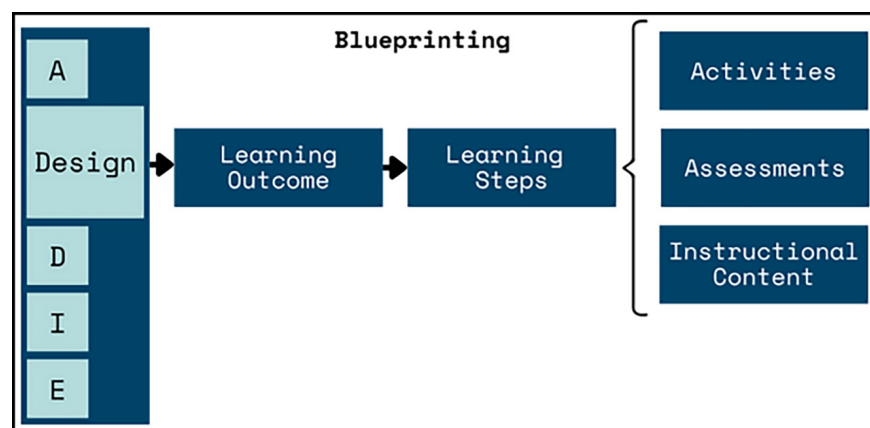 Blueprinting
A
Design
D
I
E
Learning
Outcome
Learning
Steps
Activities
Assessments
Instructional
Content